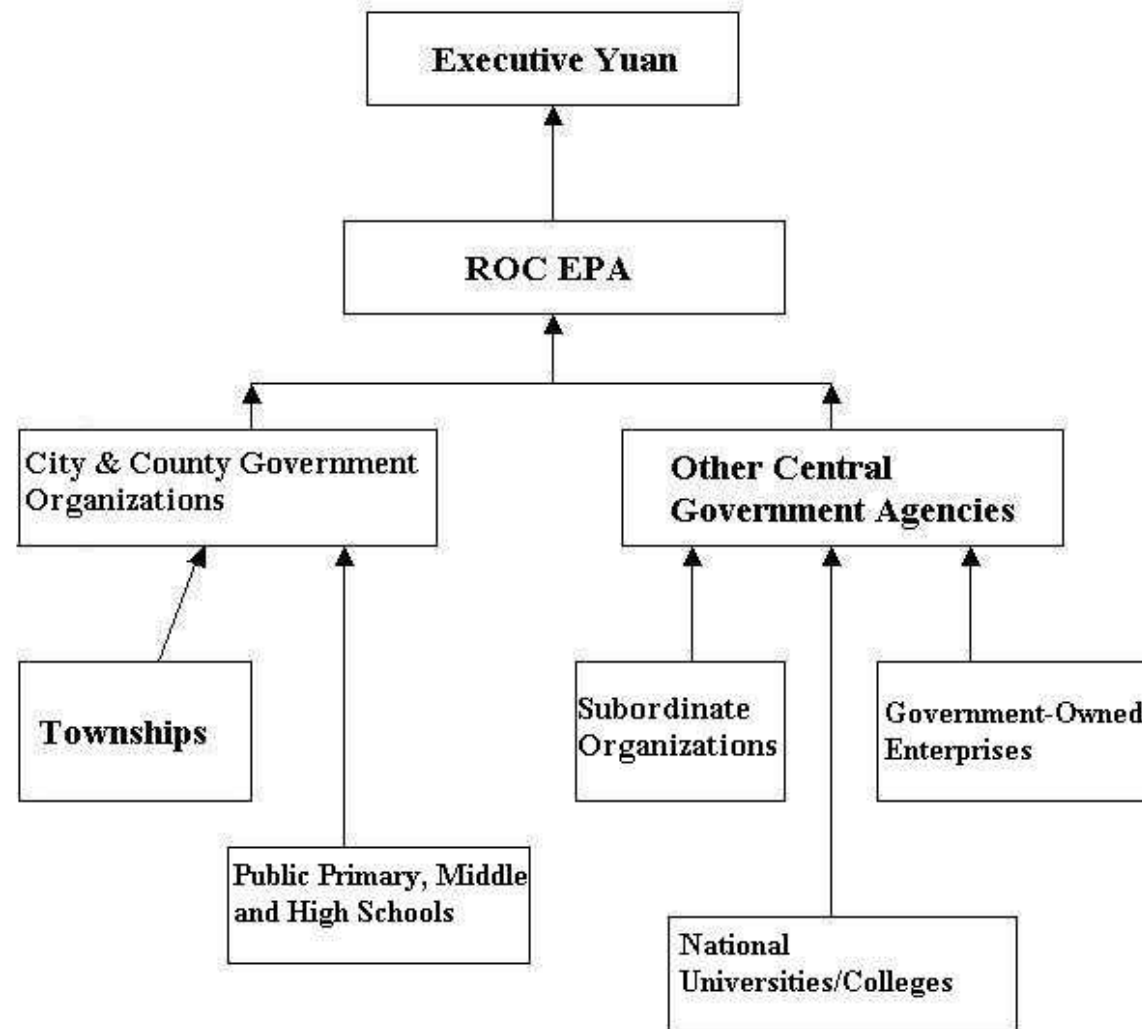 Executive Yuan
ROC EPA
City & County Government
Organizations
Other Central
Government Agencies
Townships
Subordinate
Organizations
Government-Owned
Enterprises
Public Primary, Middle
and High Schools
National
Universities/Colleges